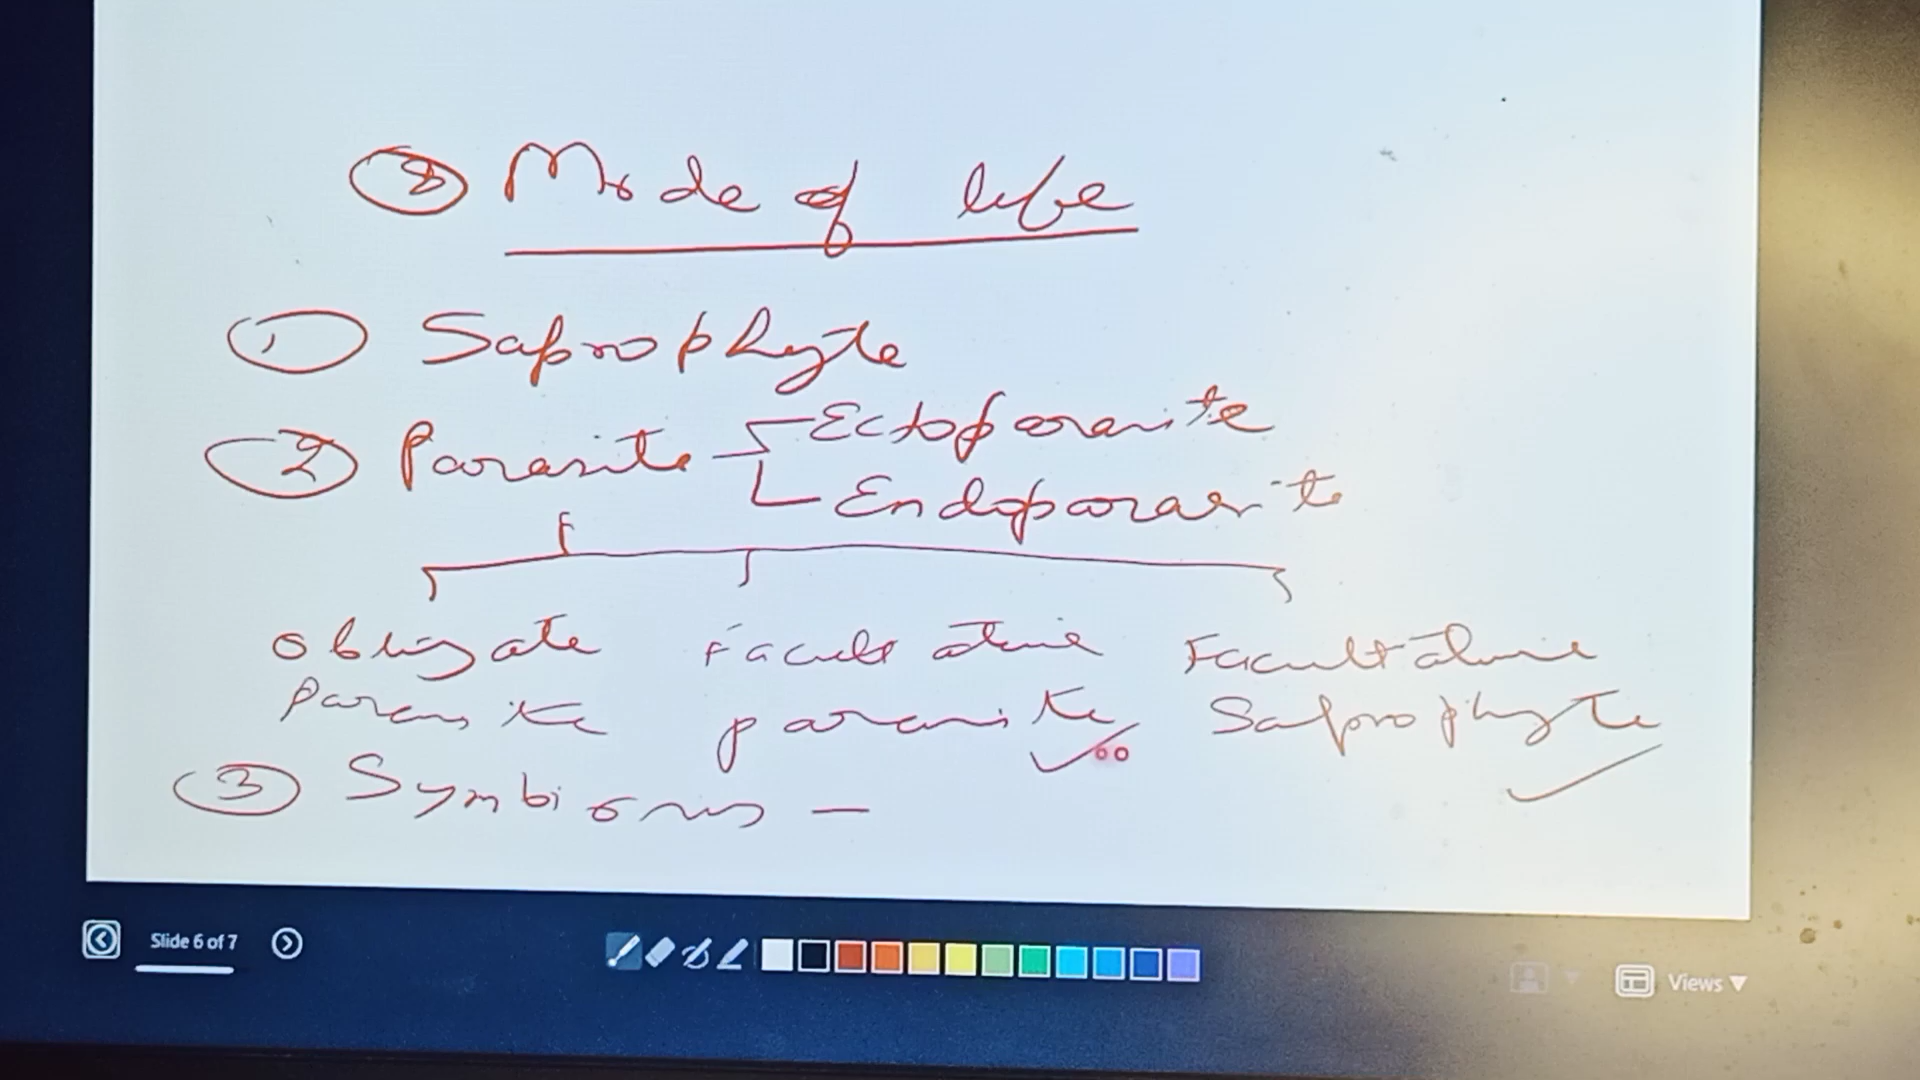 8 Mode of life
1 Saprophyte
2 Parasite Ectoparasite
Endoparasite
Obligate Facultative Facultative
Parasite parasite Saprophyte
3 Symbiosis -
Slide 6 of 7
Views